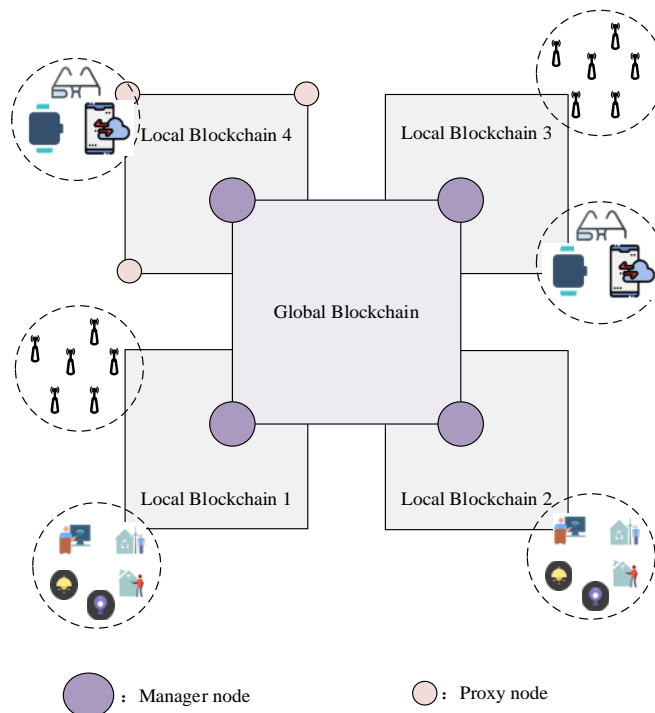 Local Blockchain 4
Local Blockchain 3
Global Blockchain
Local Blockchain 1
Local Blockchain 2
：Manager node
：Proxy node